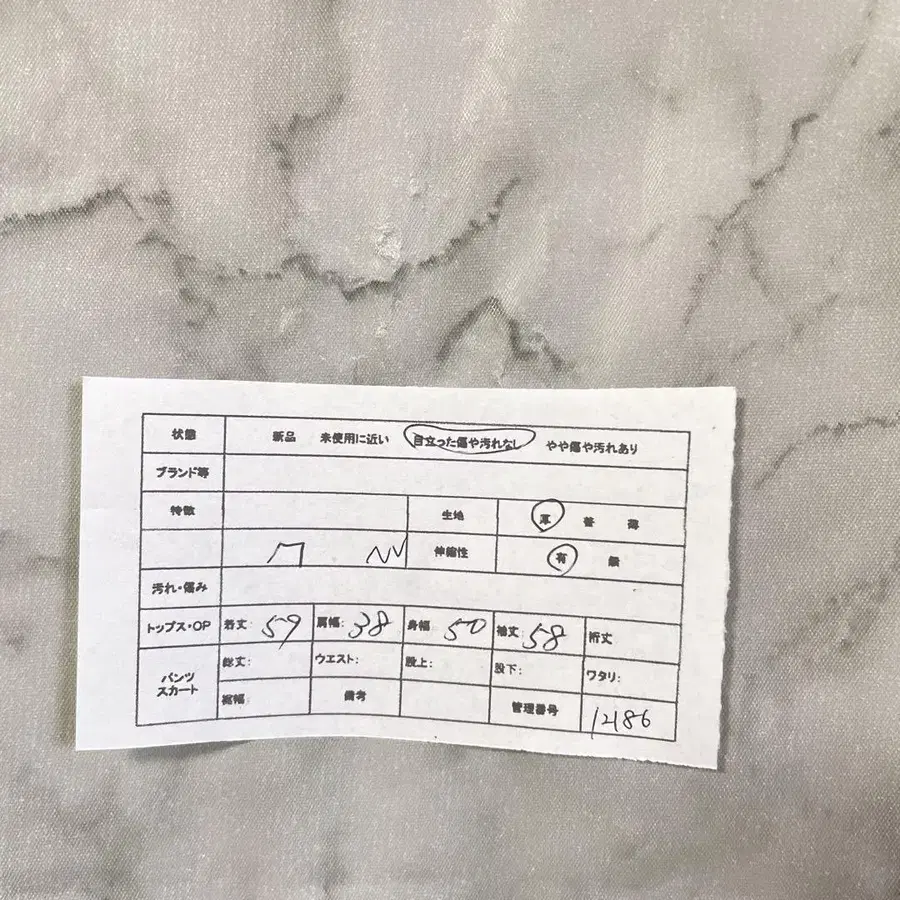 状態 新品 未使用に近い 目立った傷や汚れなし やや傷や汚れあり
ブランド等
特徴 生地 厚 普 薄
M NV 伸縮性 有 無
汚れ・傷み
トップス・OP 着丈: 59 肩幅: 38 身幅 50 袖丈: 58 裄丈
パンツ スカート 総丈: ウエスト: 股上: 股下: ワタリ:
裾幅: 備考 管理番号 1486